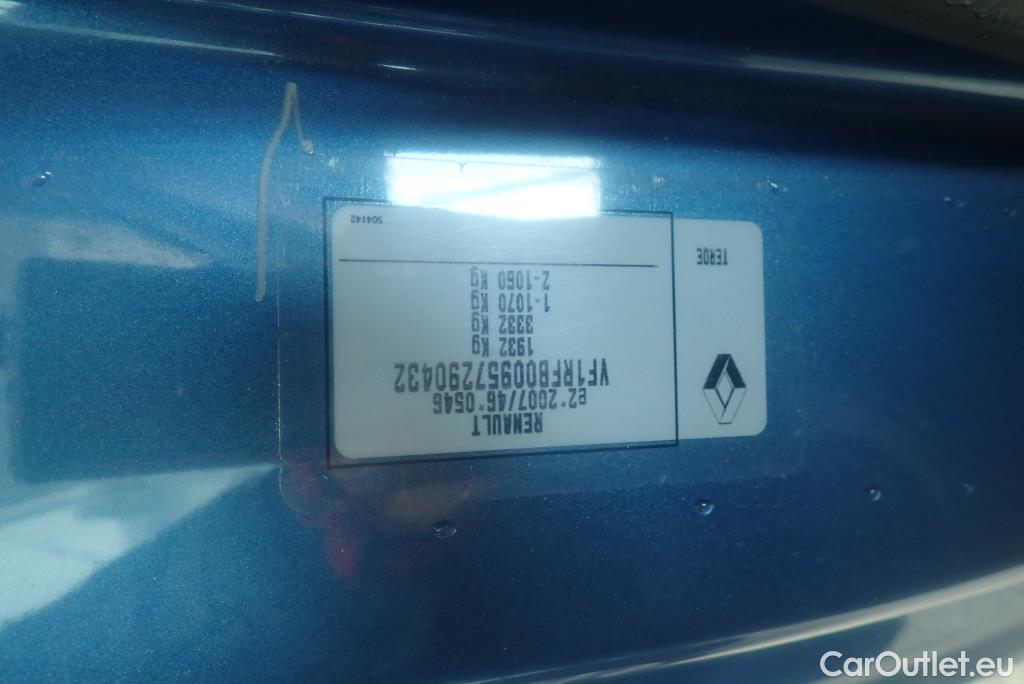 RENAULT
e2*2007/46*0546
VF1RFB00957290432
1932 Kg
3332 Kg
1-1070 Kg
2-1060 Kg
504142
TERQE
CarOutlet.eu